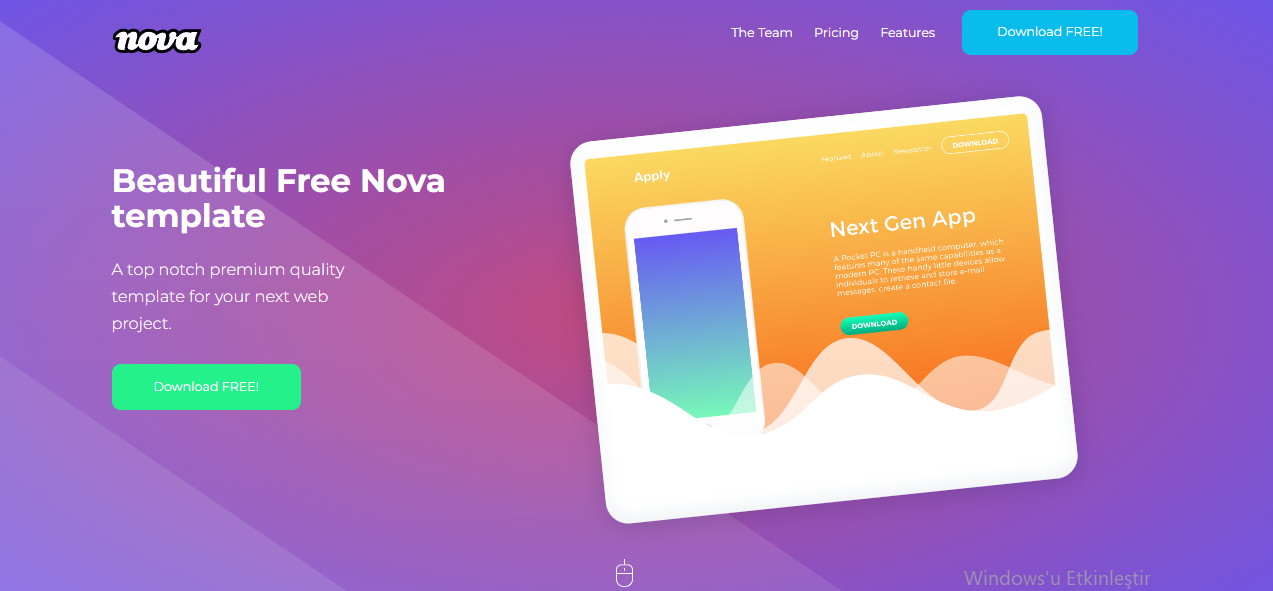 nova
The Team
Pricing
Features
Download FREE!
Beautiful Free Nova
template
A top notch premium quality
template for your next web
project.
Download FREE!
Features
About
Newsletter
DOWNLOAD
Apply
Next Gen App
A Pocket PC is a handheld computer, which
features many of the same capabilities as a
modern PC. These handy little devices allow
individuals to retrieve and store e-mail
messages, create a contact file.
DOWNLOAD
Windows'u Etkinleştir